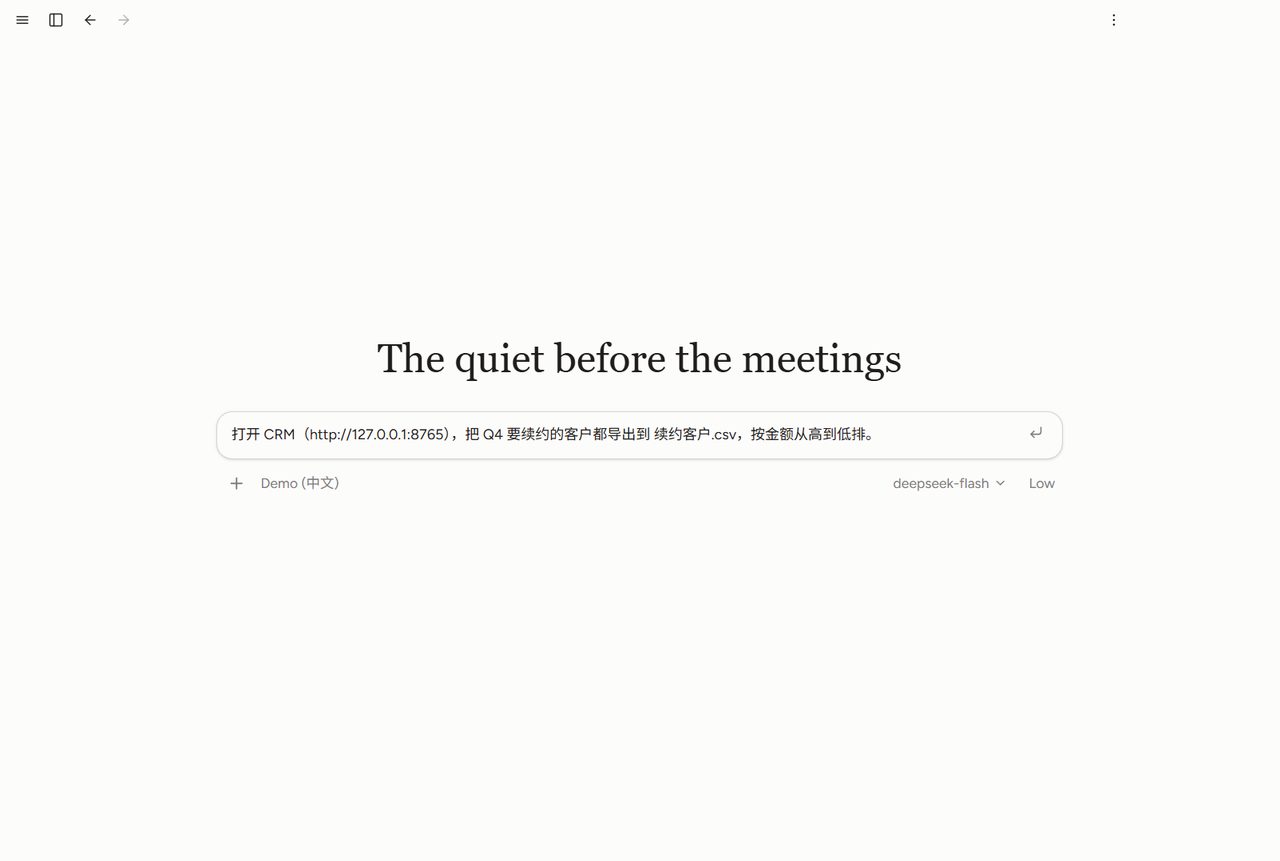 The quiet before the meetings
打开 CRM（http://127.0.0.1:8765），把 Q4 要续约的客户都导出到 续约客户.csv，按金额从高到低排。
Demo (中文)
deepseek-flash
Low